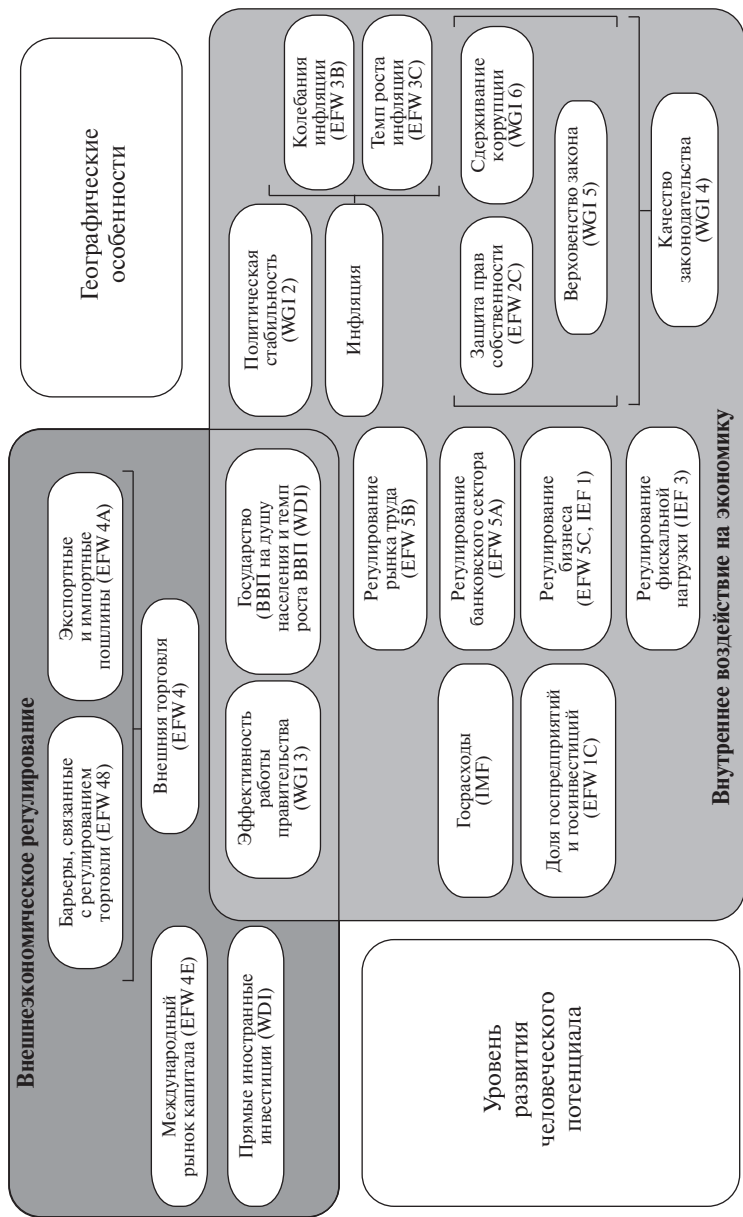 Внешнеэкономическое регулирование
Барьеры, связанные
с регулированием
торговли (EFW 48)
Экспортные
и импортные
пошлины (EFW 4A)
Внешняя торговля
(EFW 4)
Международный
рынок капитала (EFW 4E)
Прямые иностранные
инвестиции (WDI)
Эффективность
работы
правительства
(WGI 3)
Государство
(ВВП на душу
населения и темп
роста ВВП (WDI)
Географические
особенности
Политическая
стабильность
(WGI 2)
Инфляция
Колебания
инфляции
(EFW 3B)
Темп роста
инфляции
(EFW 3C)
Уровень
развития
человеческого
потенциала
Госрасходы
(IMF)
Доля госпредприятий
и госинвестиций
(EFW 1C)
Регулирование
рынка труда
(EFW 5B)
Регулирование
банковского сектора
(EFW 5A)
Регулирование
бизнеса
(EFW 5C, IEF 1)
Регулирование
фискальной
нагрузки (IEF 3)
Защита прав
собственности
(EFW 2C)
Сдерживание
коррупции
(WGI 6)
Верховенство закона
(WGI 5)
Качество
законодательства
(WGI 4)
Внутреннее воздействие на экономику